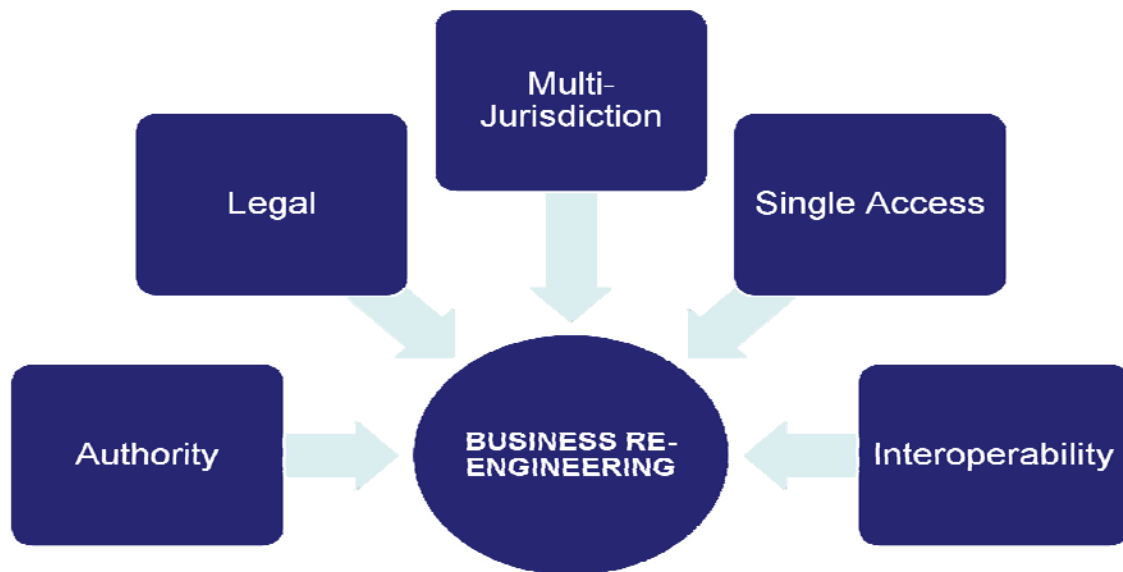 Multi-
Jurisdiction
Legal
Single Access
Authority
BUSINESS RE-
ENGINEERING
Interoperability